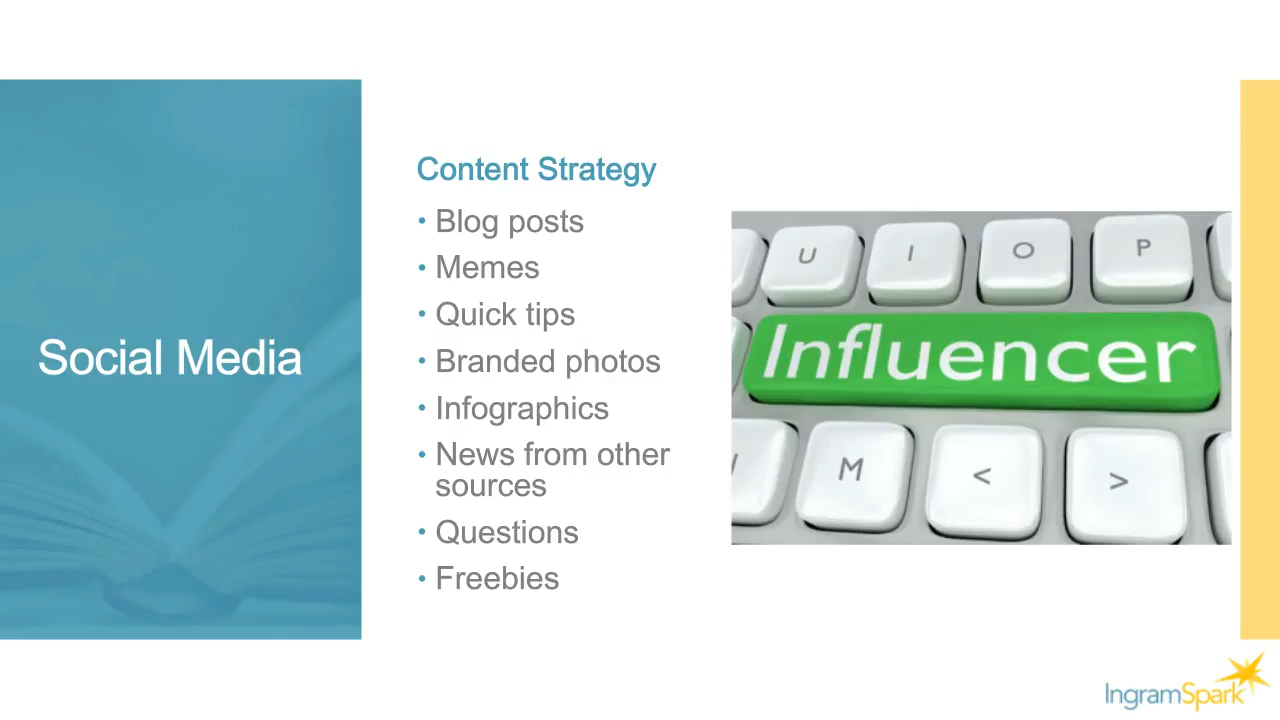 Social Media
Content Strategy
• Blog posts
• Memes
• Quick tips
• Branded photos
• Infographics
• News from other
sources
• Questions
• Freebies
U I O P
Influencer
M < >
IngramSpark